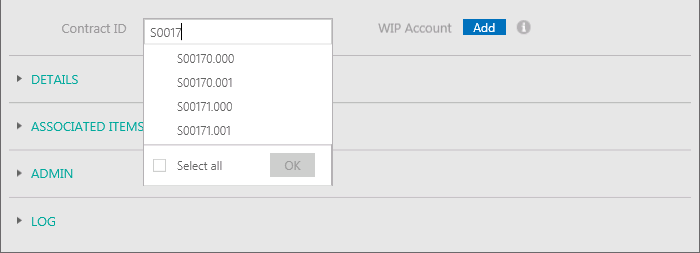 Contract ID S0017 WIP Account Add i
S00170.000
S00170.001
DETAILS
S00171.000
S00171.001
ASSOCIATED ITEMS
Select all OK
ADMIN
LOG